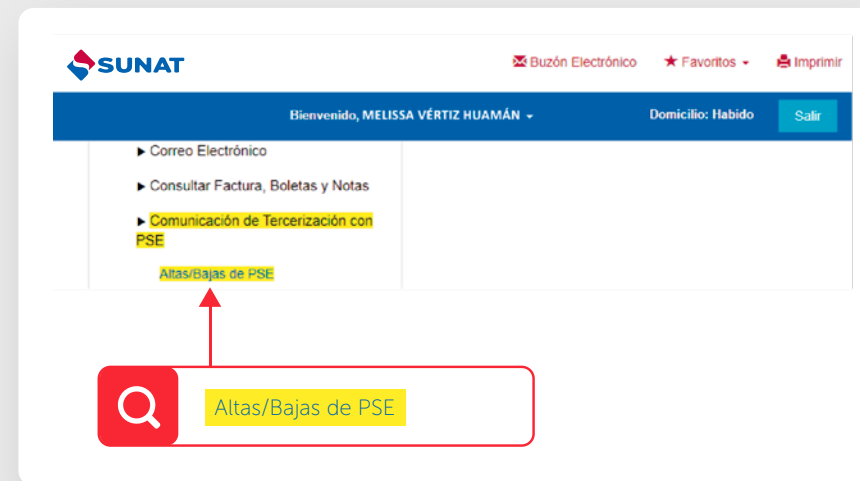 SUNAT
Buzón Electrónico
Favoritos
Imprimir
Bienvenido, MELISSA VÉRTIZ HUAMÁN
Domicilio: Habido
Salir
Correo Electrónico
Consultar Factura, Boletas y Notas
Comunicación de Tercerización con
PSE
Altas/Bajas de PSE
Altas/Bajas de PSE